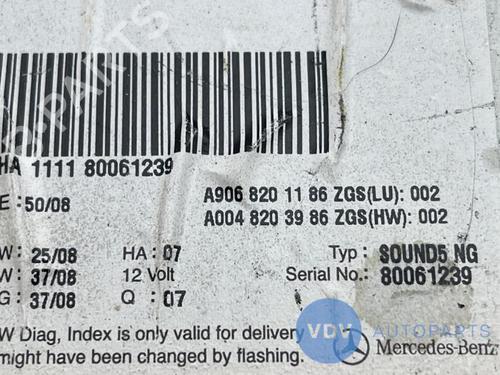 HA 1111 80061239
E: 50/08
A906 820 11 86 ZGS(LU): 002
A004 820 39 86 ZGS(HW): 002
W: 25/08 HA: 07 Typ: SOUND5 NG
W: 37/08 12 Volt Serial No.: 80061239
G: 37/08 Q : 07
W Diag, Index is only valid for delivery
might have been changed by flashing.
VDV AUTOPARTS
Mercedes-Benz